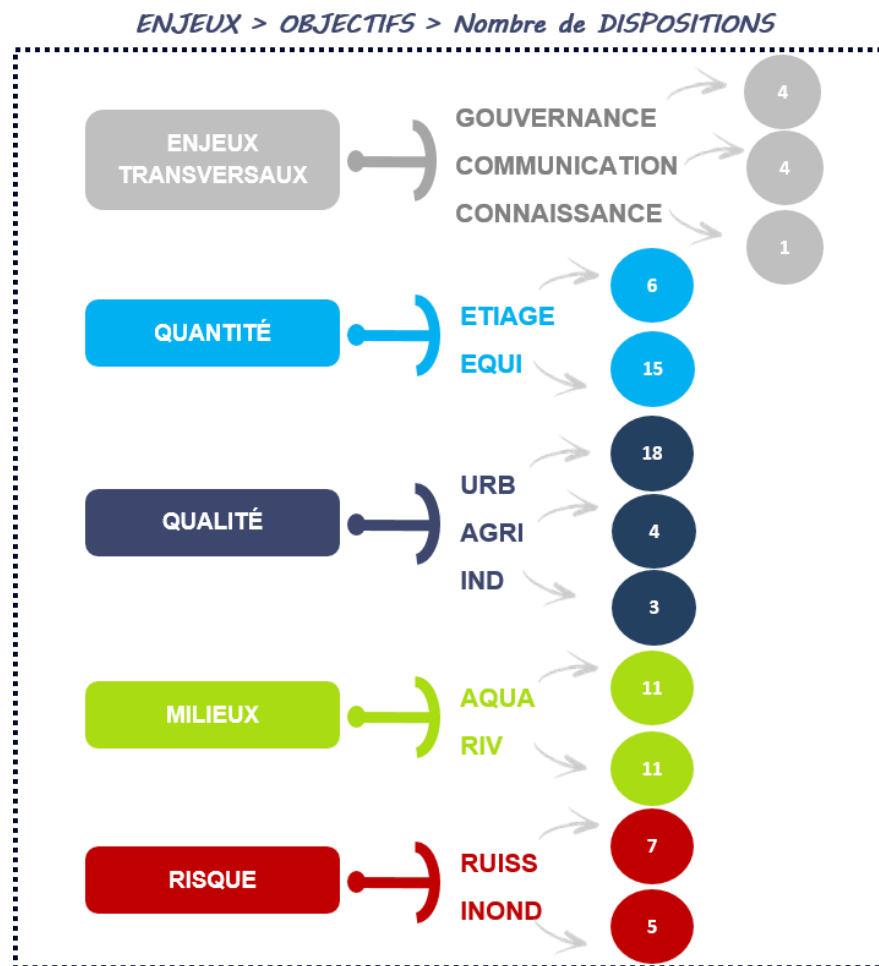 ENJEUX > OBJECTIFS > Nombre de DISPOSITIONS
ENJEUX
TRANSVERSAUX
GOUVERNANCE
4
COMMUNICATION
4
CONNAISSANCE
1
QUANTITÉ
ETIAGE
6
EQUI
15
QUALITÉ
URB
18
AGRI
4
IND
3
MILIEUX
AQUA
11
RIV
11
RISQUE
RUISS
7
INOND
5